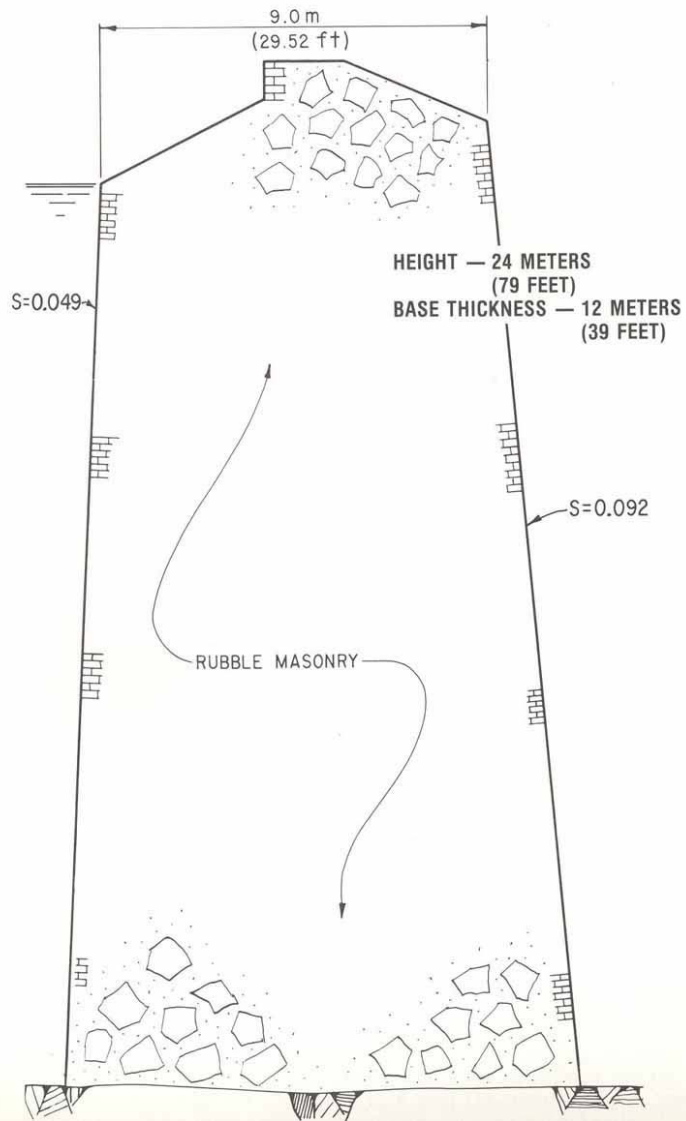 9.0 m
(29.52 ft)
HEIGHT — 24 METERS
(79 FEET)
BASE THICKNESS — 12 METERS
(39 FEET)
S=0.049
S=0.092
RUBBLE MASONRY